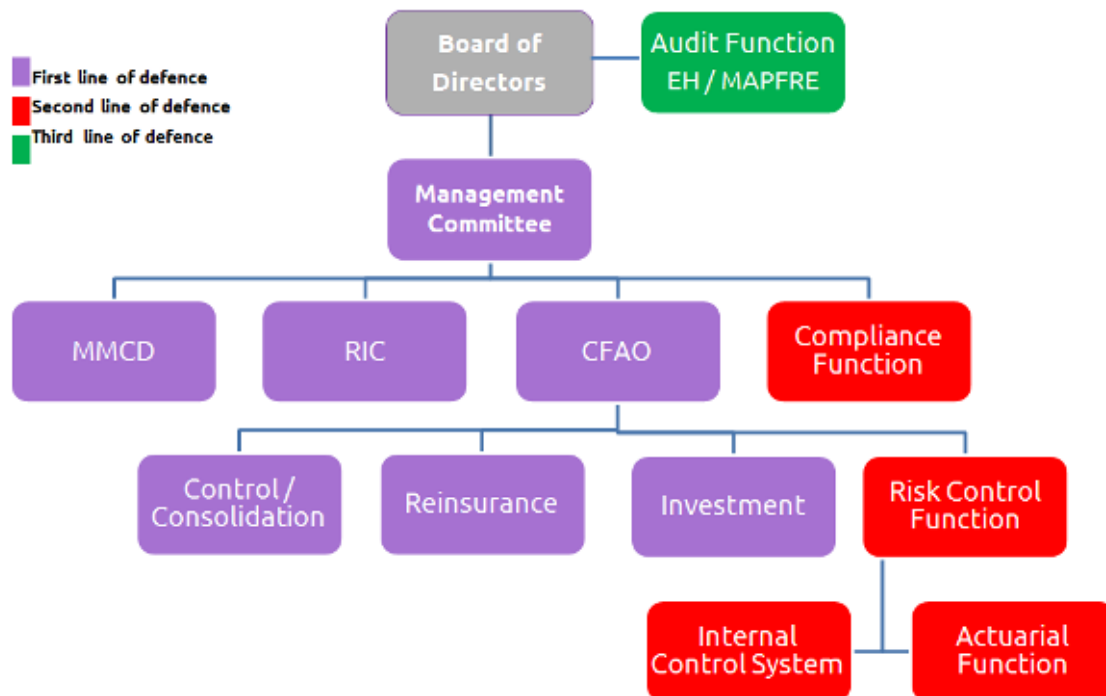 Board of
Directors
Audit Function
EH / MAPFRE
First line of defence
Second line of defence
Third line of defence
Management
Committee
MMCD
RIC
CFAO
Compliance
Function
Control /
Consolidation
Reinsurance
Investment
Risk Control
Function
Internal
Control System
Actuarial
Function